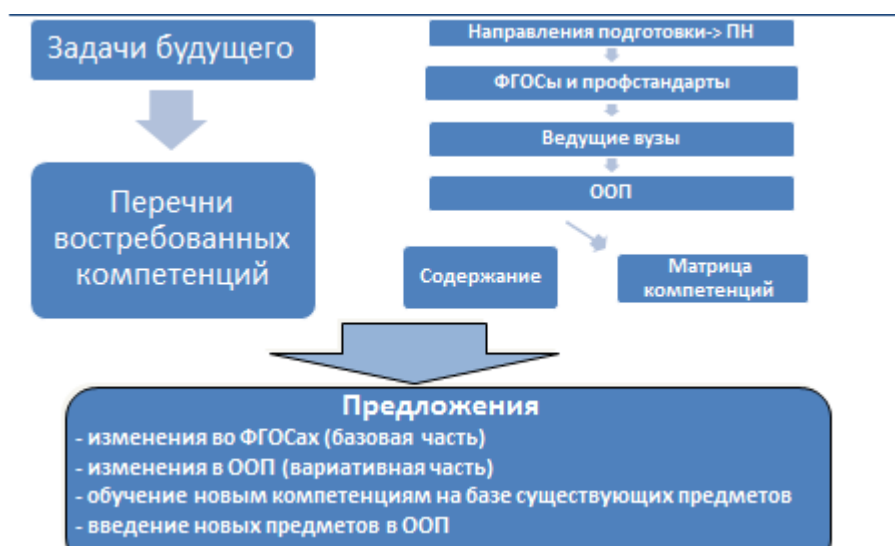 Задачи будущего
Перечни
востребованных
компетенций
Направления подготовки-> ПН
ФГОСы и профстандарты
Ведущие вузы
ООП
Содержание
Матрица
компетенций
Предложения
- изменения во ФГОСах (базовая часть)
- изменения в ООП (вариативная часть)
- обучение новым компетенциям на базе существующих предметов
- введение новых предметов в ООП